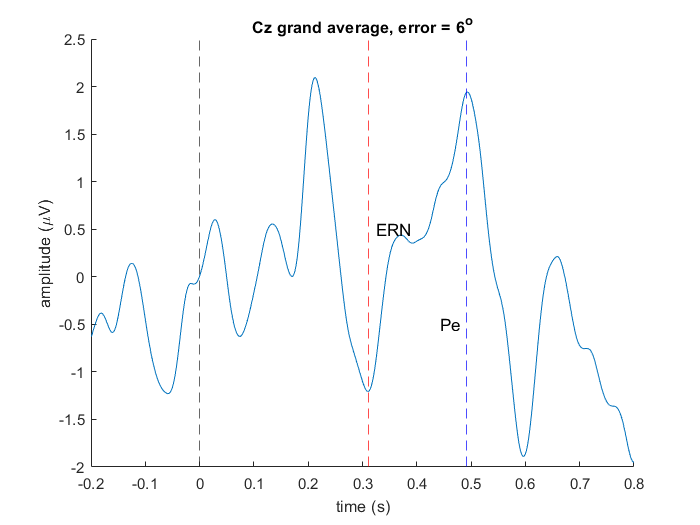 Cz grand average, error = 6º
2.5
2
1.5
1
0.5
0
-0.5
-1
-1.5
-2
amplitude (μV)
ERN
Pe
-0.2 -0.1 0 0.1 0.2 0.3 0.4 0.5 0.6 0.7 0.8
time (s)